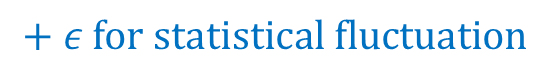 + ϵ for statistical fluctuation